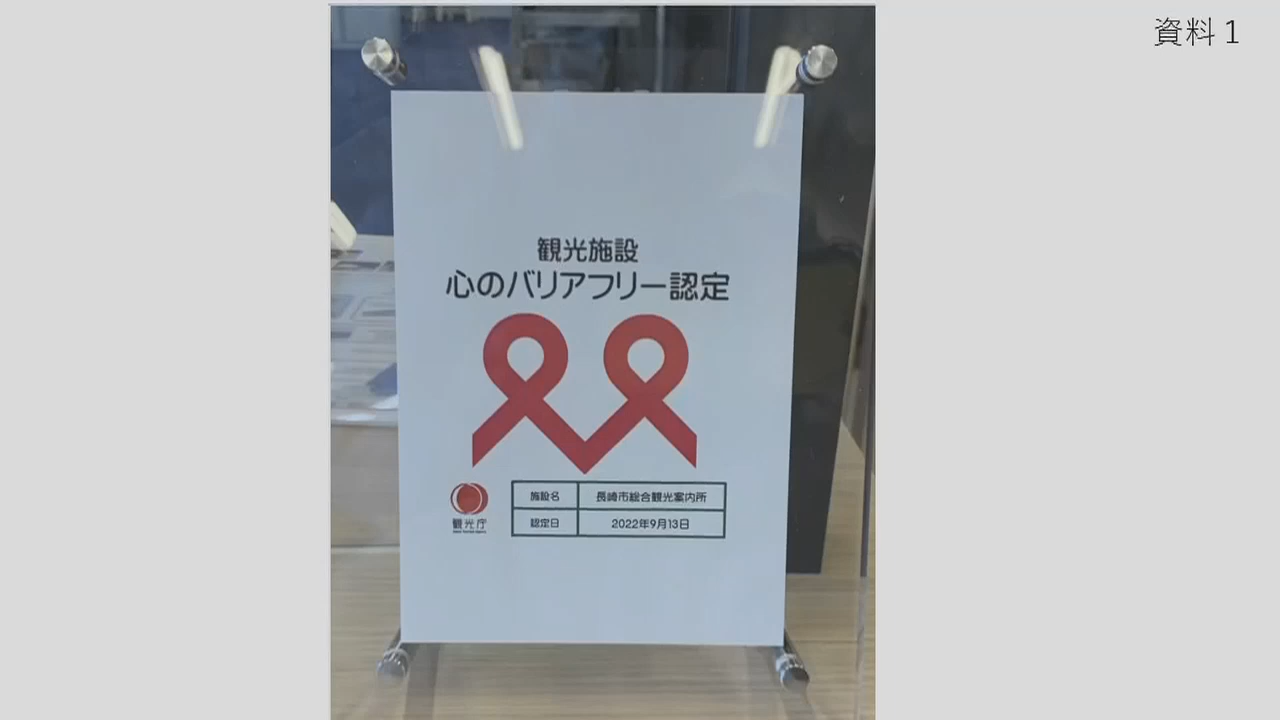 資料1
観光施設
心のバリアフリー認定
観光庁
施設名 長崎市総合観光案内所
認定日 2022年9月13日